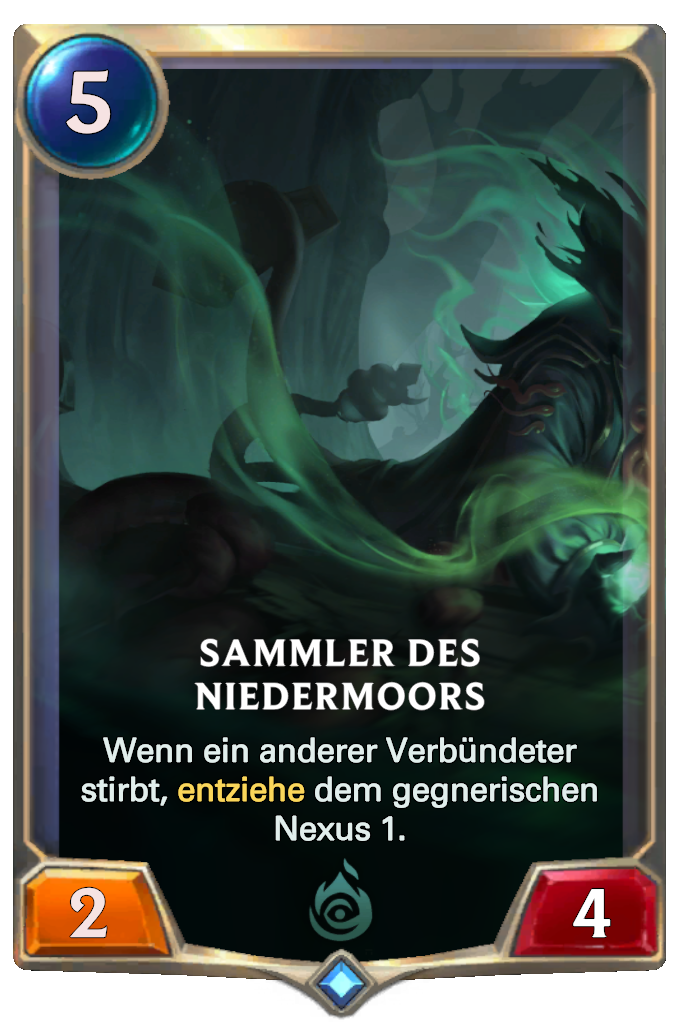 5
SAMMLER DES
NIEDERMOORS
Wenn ein anderer Verbündeter
stirbt, entziehe dem gegnerischen
Nexus 1.
2
4